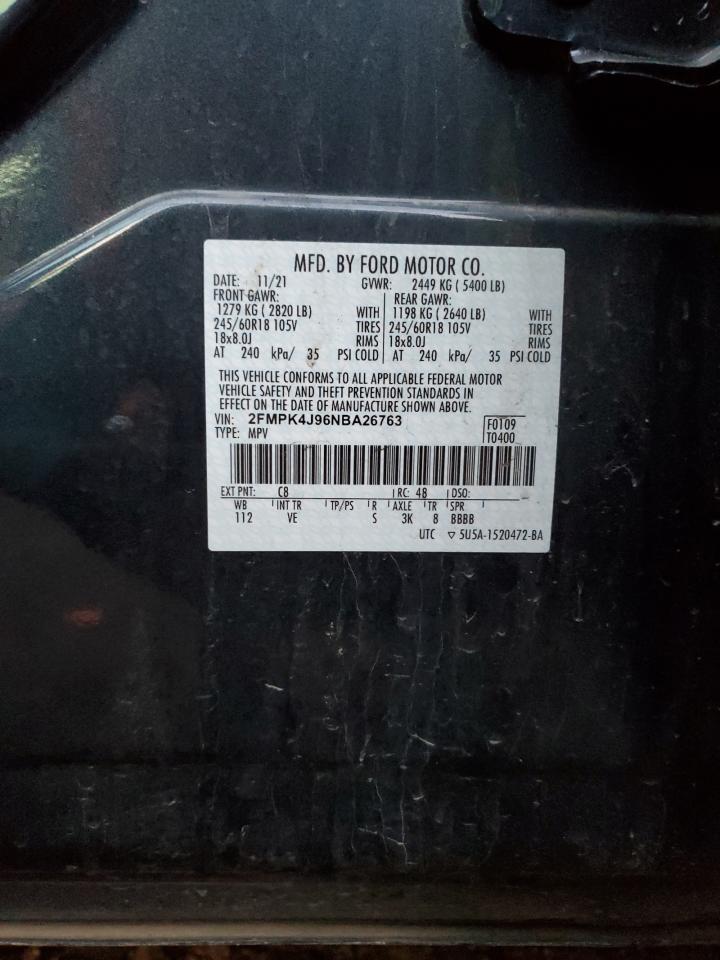 MFD. BY FORD MOTOR CO.
DATE: 11/21 GVWR: 2449 KG ( 5400 LB)
FRONT GAWR: REAR GAWR:
1279 KG ( 2820 LB) WITH 1198 KG ( 2640 LB) WITH
245/60R18 105V TIRES 245/60R18 105V TIRES
18x8.0J RIMS 18x8.0J RIMS
AT 240 kPa/ 35 PSI COLD AT 240 kPa/ 35 PSI COLD
THIS VEHICLE CONFORMS TO ALL APPLICABLE FEDERAL MOTOR
VEHICLE SAFETY AND THEFT PREVENTION STANDARDS IN
EFFECT ON THE DATE OF MANUFACTURE SHOWN ABOVE.
VIN: 2FMPK4J96NBA26763 F0109
TYPE: MPV T0400
EXT PNT: C8 RC: 48 DSO:
WB INT TR TP/PS R AXLE TR SPR
112 VE S 3K 8 BBBB
UTC ▽ 5U5A-1520472-BA